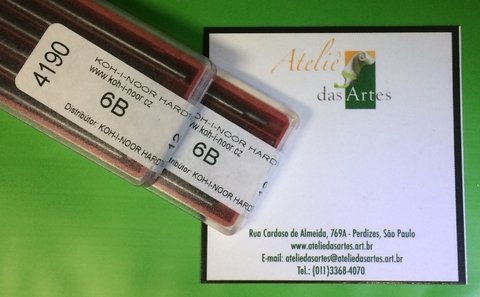 4190
KOH-I-NOOR HARD
www.koh-i-noor.cz
6B
Distributor: KOH-I-NOOR HARD
KOH-I-NOOR HARD
www.koh-i-noor.cz
6B
tributor: KOH-I-NOOR HARD
Ateliê
das Artes
Rua Cardoso de Almeida, 769A - Perdizes, São Paulo
www.ateliedasartes.art.br
E-mail: ateliedasartes@ateliedasartes.art.br
Tel.: (011)3368-4070